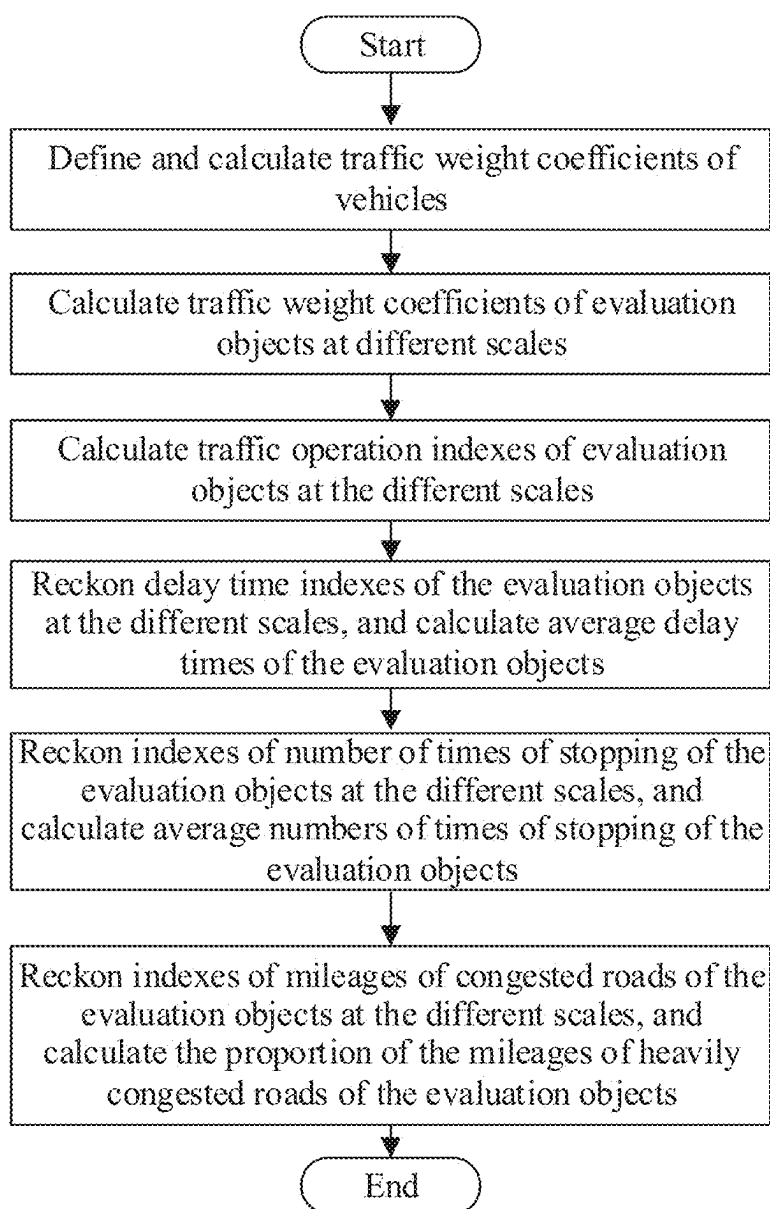 Start
Define and calculate traffic weight coefficients of
vehicles
Calculate traffic weight coefficients of evaluation
objects at different scales
Calculate traffic operation indexes of evaluation
objects at the different scales
Reckon delay time indexes of the evaluation objects
at the different scales, and calculate average delay
times of the evaluation objects
Reckon indexes of number of times of stopping of the
evaluation objects at the different scales, and
calculate average numbers of times of stopping of the
evaluation objects
Reckon indexes of mileages of congested roads of the
evaluation objects at the different scales, and
calculate the proportion of the mileages of heavily
congested roads of the evaluation objects
End